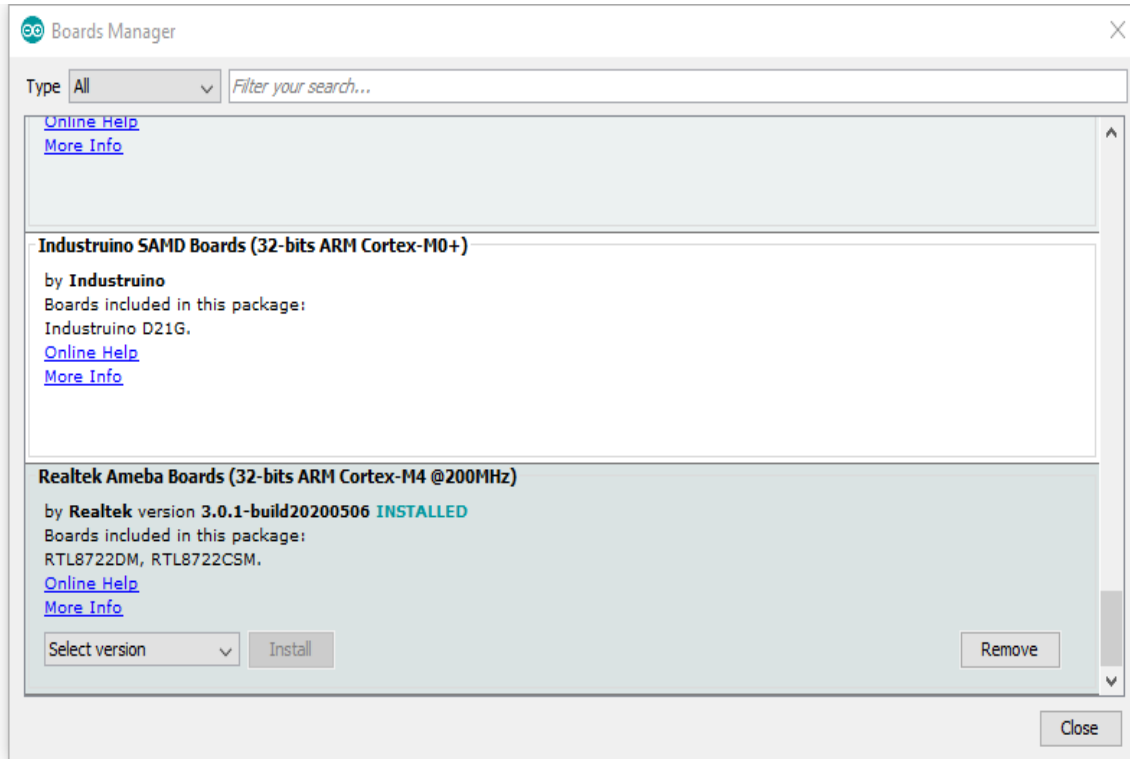 Boards Manager
Type All Filter your search...
Online Help
More Info
Industruino SAMD Boards (32-bits ARM Cortex-M0+)
by Industruino
Boards included in this package:
Industruino D21G.
Online Help
More Info
Realtek Ameba Boards (32-bits ARM Cortex-M4 @200MHz)
by Realtek version 3.0.1-build20200506 INSTALLED
Boards included in this package:
RTL8722DM, RTL8722CSM.
Online Help
More Info
Select version Install Remove
Close